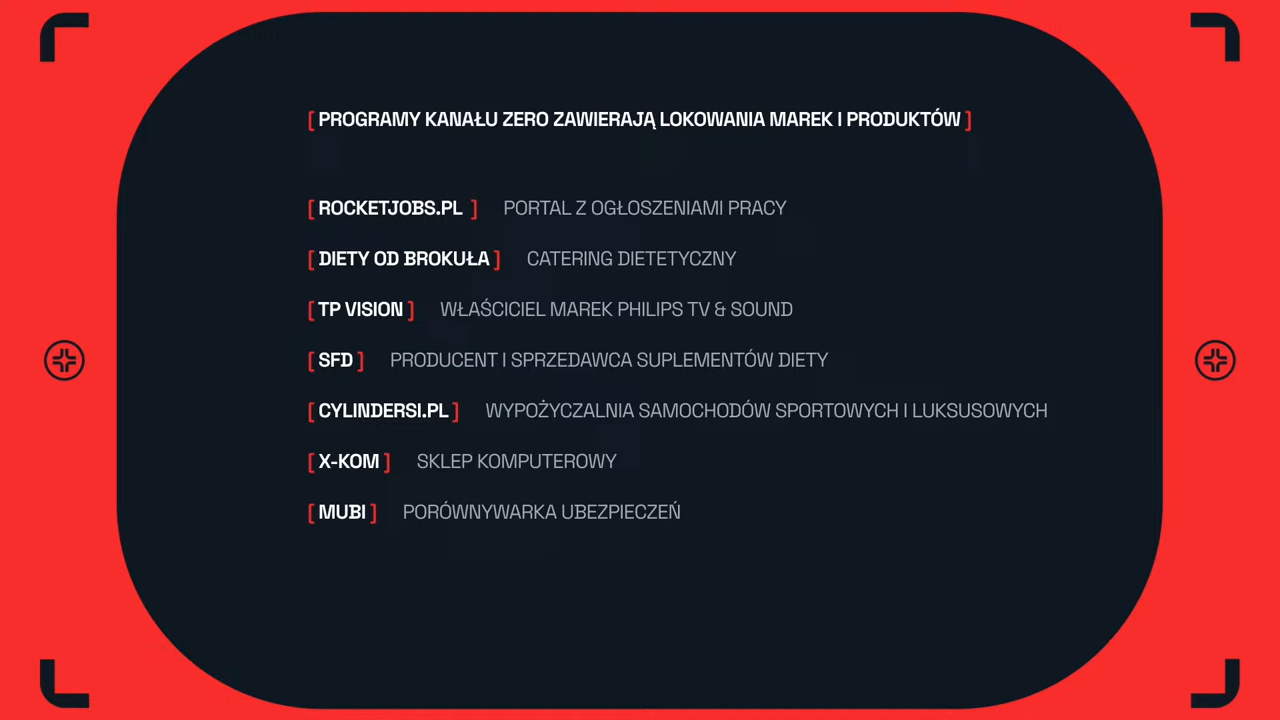 [ PROGRAMY KANAŁU ZERO ZAWIERAJĄ LOKOWANIA MAREK I PRODUKTÓW ]
[ ROCKETJOBS.PL ] PORTAL Z OGŁOSZENIAMI PRACY
[ DIETY OD BROKUŁA ] CATERING DIETETYCZNY
[ TP VISION ] WŁAŚCICIEL MAREK PHILIPS TV & SOUND
[ SFD ] PRODUCENT I SPRZEDAWCA SUPLEMENTÓW DIETY
[ CYLINDERSI.PL ] WYPOŻYCZALNIA SAMOCHODÓW SPORTOWYCH I LUKSUSOWYCH
[ X-KOM ] SKLEP KOMPUTEROWY
[ MUBI ] PORÓWNYWARKA UBEZPIECZEŃ